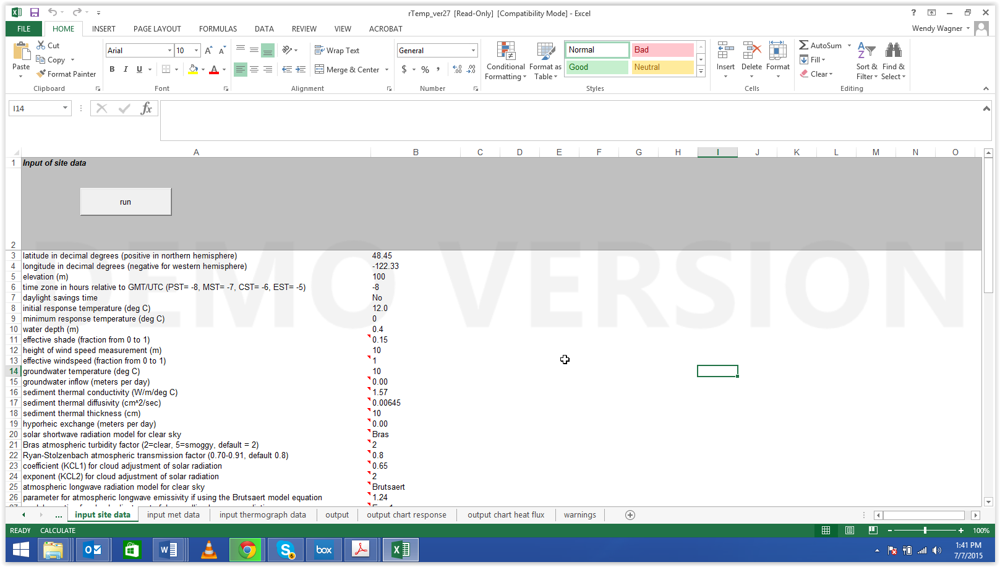 rTemp_ver27 [Read-Only] [Compatibility Mode] - Excel
?
FILE HOME INSERT PAGE LAYOUT FORMULAS DATA REVIEW VIEW ACROBAT
Wendy Wagner
Paste
Cut
Copy
Format Painter
Clipboard
Arial 10
B I U
Font
Wrap Text
Merge & Center
Alignment
General
$ % ,
Number
Conditional Formatting
Format as Table
Normal Bad
Good Neutral
Styles
Insert Delete Format
Cells
AutoSum
Fill
Clear
Sort & Filter
Find & Select
Editing
I14
fx
A B C D E F G H I J K L M N O
1 Input of site data
run
2
DEMO VERSION
3 latitude in decimal degrees (positive in northern hemisphere) 48.45
4 longitude in decimal degrees (negative for western hemisphere) -122.33
5 elevation (m) 100
6 time zone in hours relative to GMT/UTC (PST= -8, MST= -7, CST= -6, EST= -5) -8
7 daylight savings time No
8 initial response temperature (deg C) 12.0
9 minimum response temperature (deg C) 0
10 water depth (m) 0.4
11 effective shade (fraction from 0 to 1) 0.15
12 height of wind speed measurement (m) 10
13 effective windspeed (fraction from 0 to 1) 1
14 groundwater temperature (deg C) 10
15 groundwater inflow (meters per day) 0.00
16 sediment thermal conductivity (W/m/deg C) 1.57
17 sediment thermal diffusivity (cm^2/sec) 0.00645
18 sediment thermal thickness (cm) 10
19 hyporheic exchange (meters per day) 0.00
20 solar shortwave radiation model for clear sky Bras
21 Bras atmospheric turbidity factor (2=clear, 5=smoggy, default = 2) 2
22 Ryan-Stolzenbach atmospheric transmission factor (0.70-0.91, default 0.8) 0.8
23 coefficient (KCL1) for cloud adjustment of solar radiation 0.65
24 exponent (KCL2) for cloud adjustment of solar radiation 2
25 atmospheric longwave radiation model for clear sky Brutsaert
26 parameter for atmospheric longwave emissivity if using the Brutsaert model equation 1.24
... input site data input met data input thermograph data output output chart response output chart heat flux warnings
READY CALCULATE
100%
box
6
1:41 PM
7/7/2015